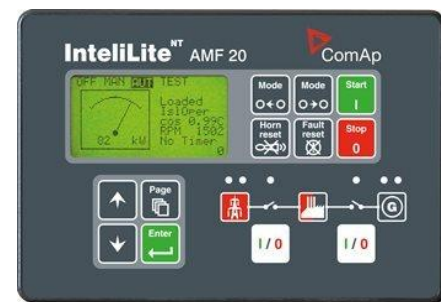 InteliLite NT AMF 20
ComAp
OFF MAN AUT TEST
Loaded
IslOper
cos 0.99C
RPM 1502
No Timer
0
82 kW
Mode
Mode
Start
I
Horn reset
Fault reset
Stop
0
Page
Enter
G
I / 0
I / 0